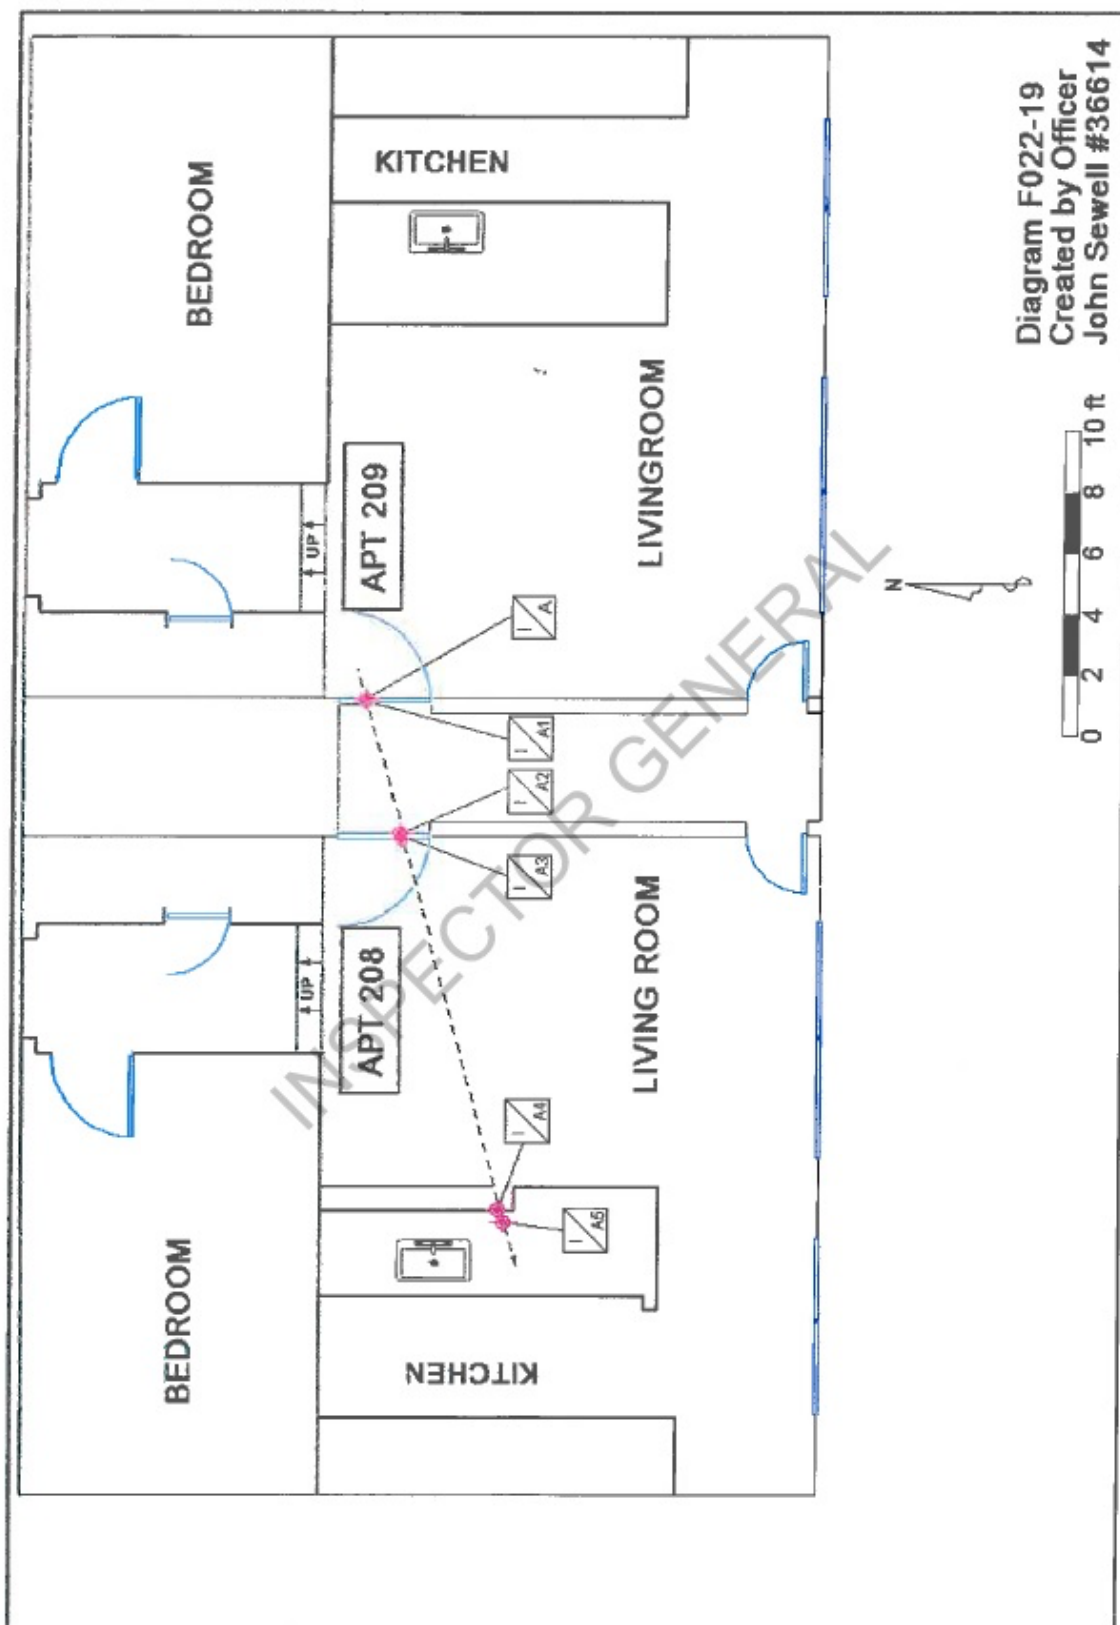 BEDROOM
KITCHEN
UP
APT 209
LIVINGROOM
A
A1
A2
A3
APT 208
UP
LIVING ROOM
A4
A5
BEDROOM
KITCHEN
INSPECTOR GENERAL
N
0 2 4 6 8 10 ft
Diagram F022-19
Created by Officer
John Sewell #36614